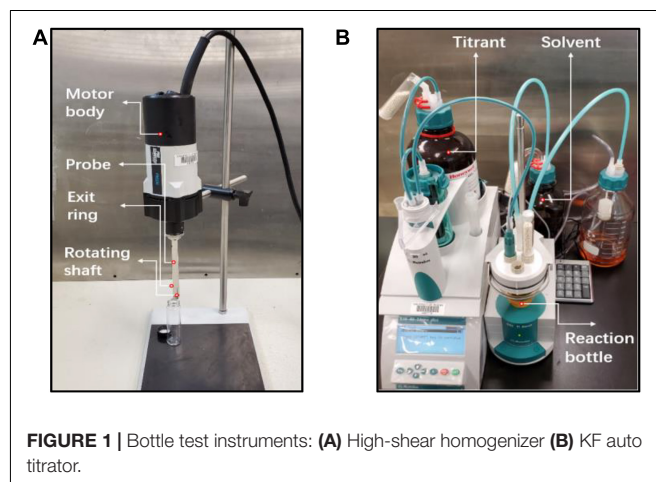 A
Motor
body
Probe
Exit
ring
Rotating
shaft
B
Titrant
Solvent
Reaction
bottle
FIGURE 1 | Bottle test instruments: (A) High-shear homogenizer (B) KF auto
titrator.